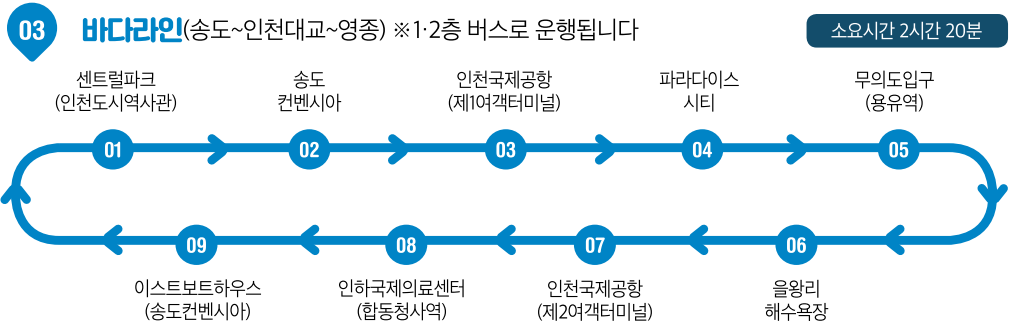 03 바다라인(송도~인천대교~영종) ※1·2층 버스로 운행됩니다
소요시간 2시간 20분
센트럴파크
(인천도시역사관)
송도
컨벤시아
인천국제공항
(제1여객터미널)
파라다이스
시티
무의도입구
(용유역)
01
02
03
04
05
09
08
07
06
이스트보트하우스
(송도컨벤시아)
인하국제의료센터
(합동청사역)
인천국제공항
(제2여객터미널)
을왕리
해수욕장